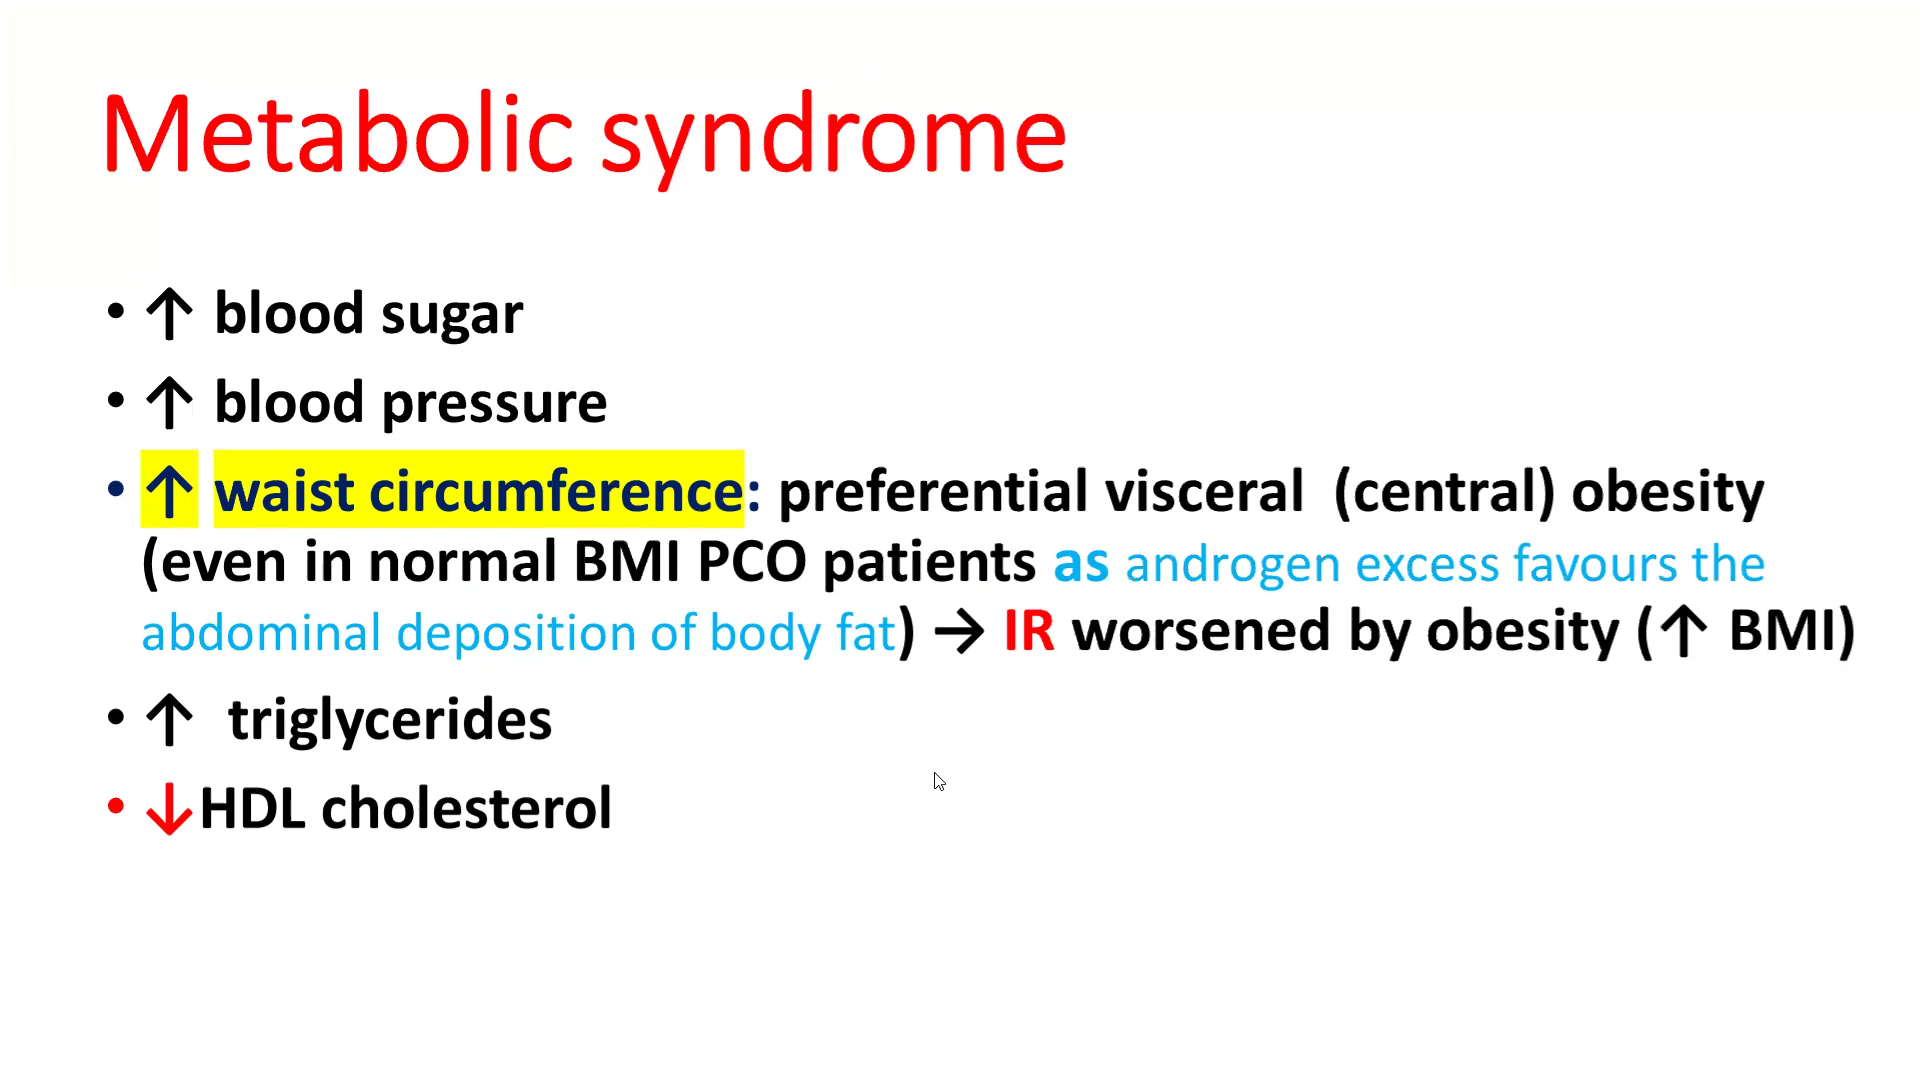 Metabolic syndrome
• ↑ blood sugar
• ↑ blood pressure
• ↑ waist circumference: preferential visceral (central) obesity
(even in normal BMI PCO patients as androgen excess favours the
abdominal deposition of body fat) → IR worsened by obesity (↑ BMI)
• ↑ triglycerides
• ↓HDL cholesterol